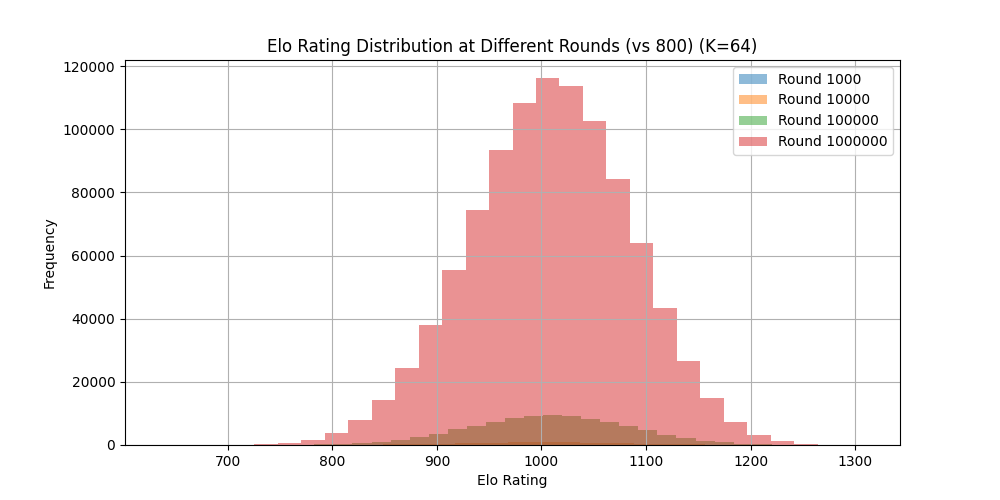 Elo Rating Distribution at Different Rounds (vs 800) (K=64)
120000
100000
80000
60000
40000
20000
0
Frequency
Round 1000
Round 10000
Round 100000
Round 1000000
700 800 900 1000 1100 1200 1300
Elo Rating